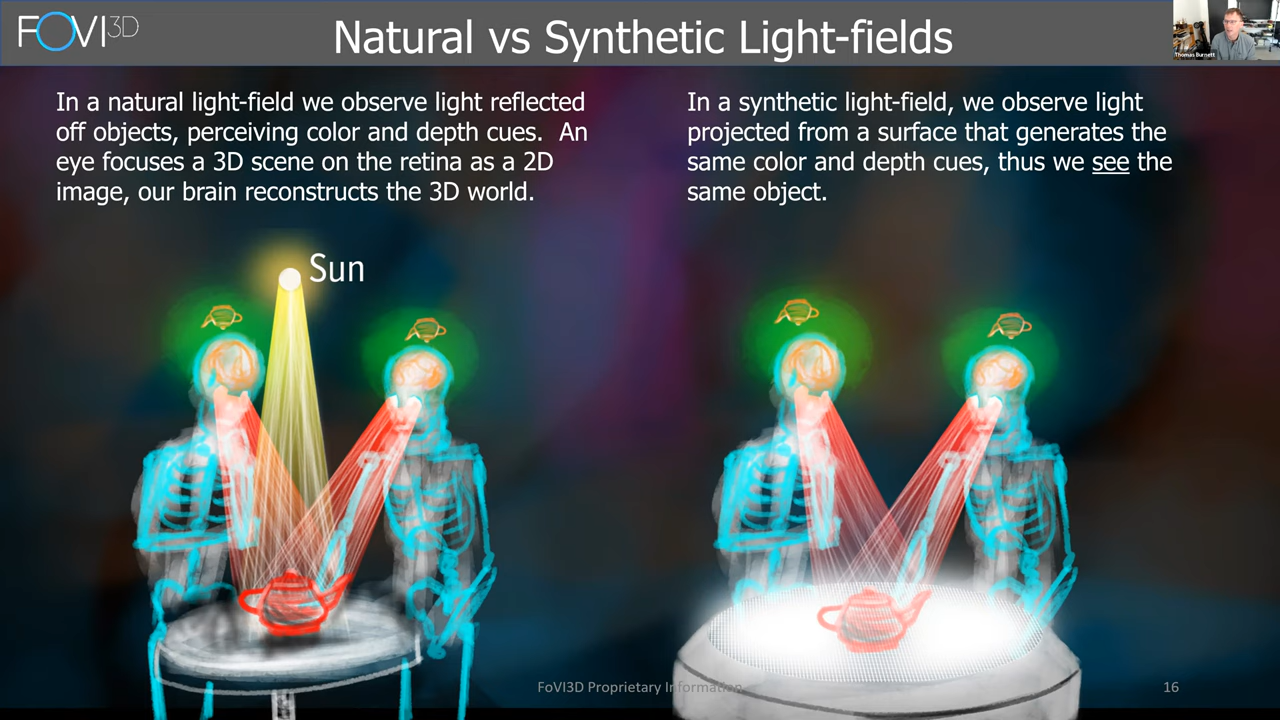 FOVI3D
Natural vs Synthetic Light-fields
Thomas Burnett
In a natural light-field we observe light reflected
off objects, perceiving color and depth cues.  An
eye focuses a 3D scene on the retina as a 2D
image, our brain reconstructs the 3D world.
In a synthetic light-field, we observe light
projected from a surface that generates the
same color and depth cues, thus we see the
same object.
Sun
FoVI3D Proprietary Information
16